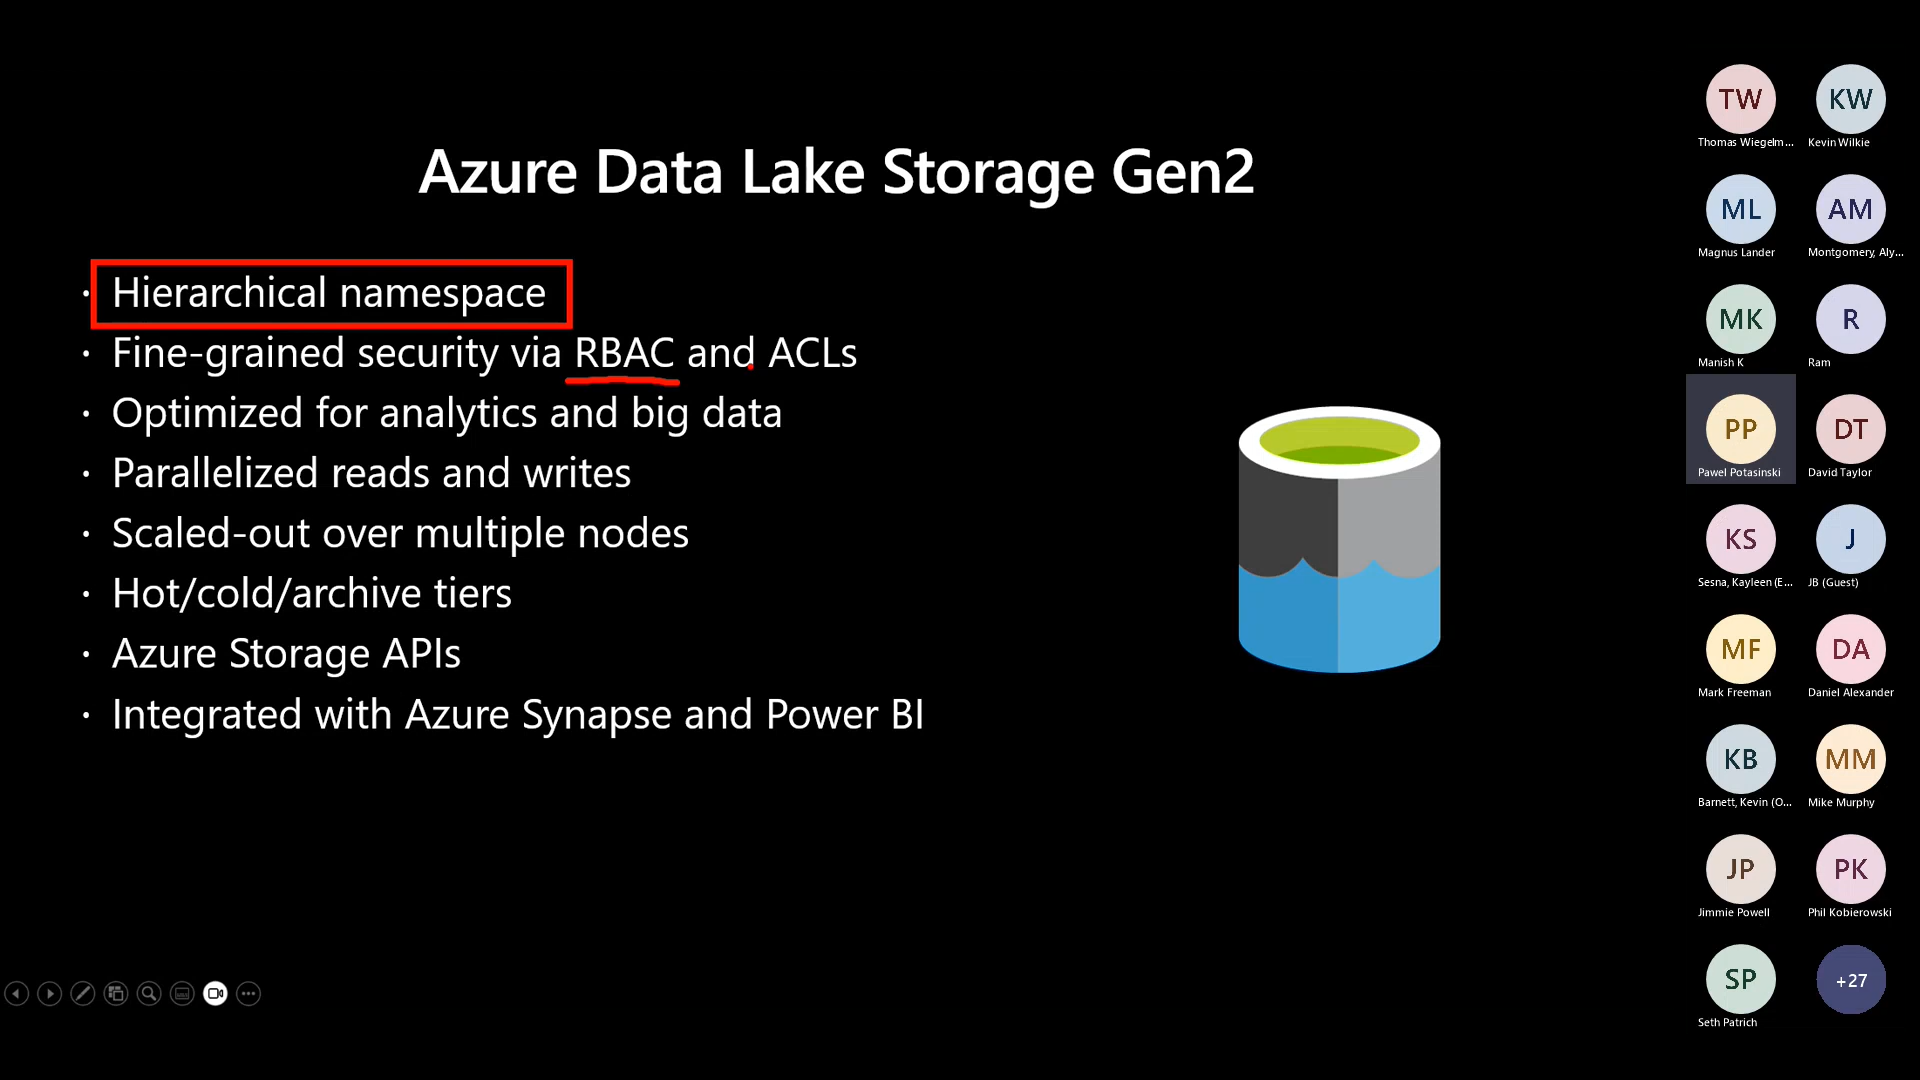 Azure Data Lake Storage Gen2
· Hierarchical namespace
· Fine-grained security via RBAC and ACLs
· Optimized for analytics and big data
· Parallelized reads and writes
· Scaled-out over multiple nodes
· Hot/cold/archive tiers
· Azure Storage APIs
· Integrated with Azure Synapse and Power BI
TW KW
Thomas Wiegelm... Kevin Wilkie
ML AM
Magnus Lander Montgomery, Aly...
MK R
Manish K Ram
PP DT
Pawel Potasinski David Taylor
KS J
Sesna, Kayleen (E... JB (Guest)
MF DA
Mark Freeman Daniel Alexander
KB MM
Barnett, Kevin (O... Mike Murphy
JP PK
Jimmie Powell Phil Kobierowski
SP +27
Seth Patrich